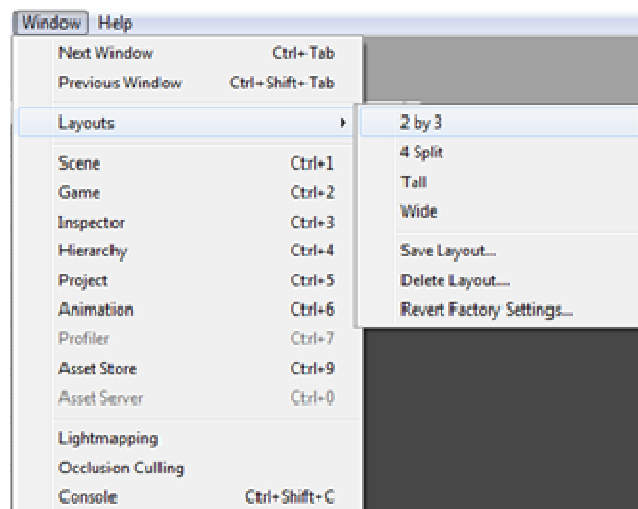 Window Help
Next Window Ctrl+Tab
Previous Window Ctrl+Shift+Tab
Layouts
Scene Ctrl+1
Game Ctrl+2
Inspector Ctrl+3
Hierarchy Ctrl+4
Project Ctrl+5
Animation Ctrl+6
Profiler Ctrl+7
Asset Store Ctrl+9
Asset Server Ctrl+0
Lightmapping
Occlusion Culling
Console Ctrl+Shift+C
2 by 3
4 Split
Tall
Wide
Save Layout...
Delete Layout...
Revert Factory Settings...